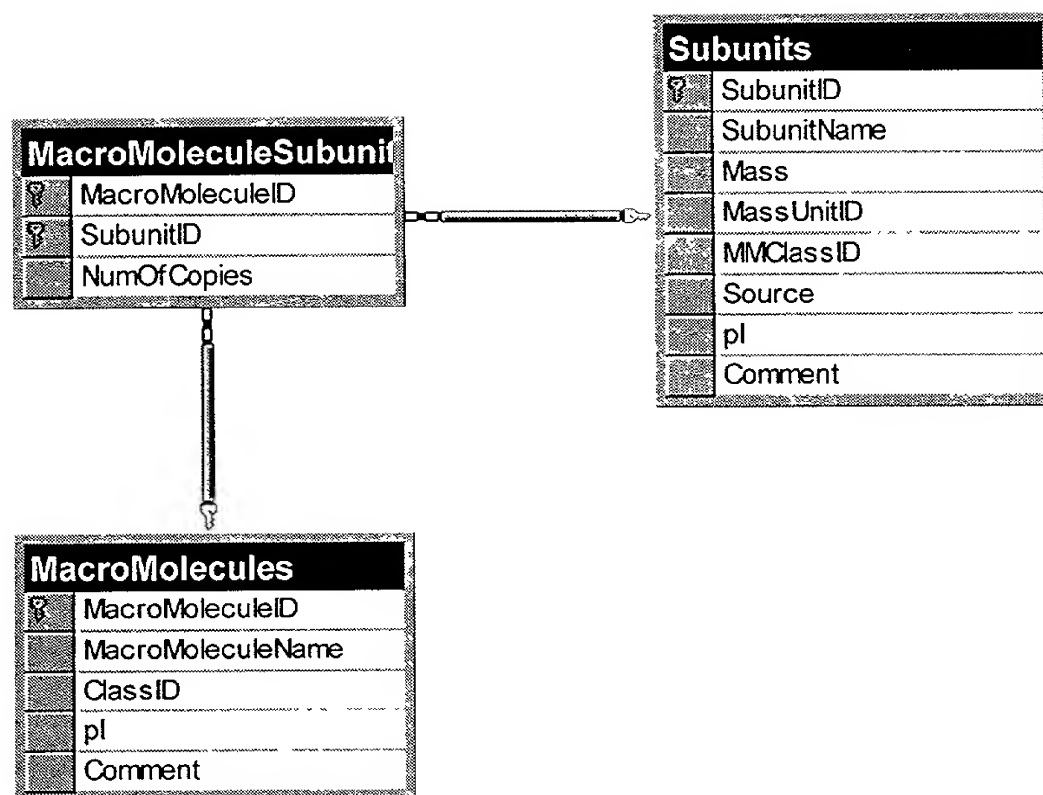 Subunits
SubunitID
SubunitName
Mass
MassUnitID
MMClassID
Source
pI
Comment
MacroMoleculeSubunit
MacroMoleculeID
SubunitID
NumOfCopies
MacroMolecules
MacroMoleculeID
MacroMoleculeName
ClassID
pI
Comment